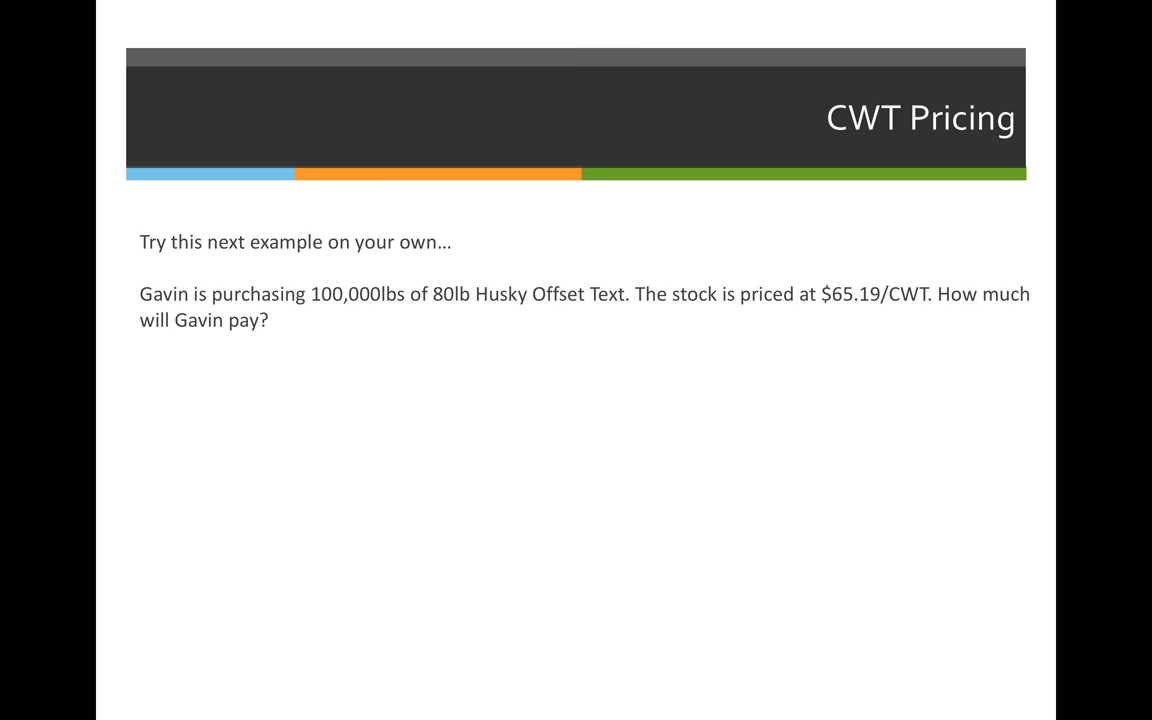 CWT Pricing
Try this next example on your own…
Gavin is purchasing 100,000lbs of 80lb Husky Offset Text. The stock is priced at $65.19/CWT. How much
will Gavin pay?